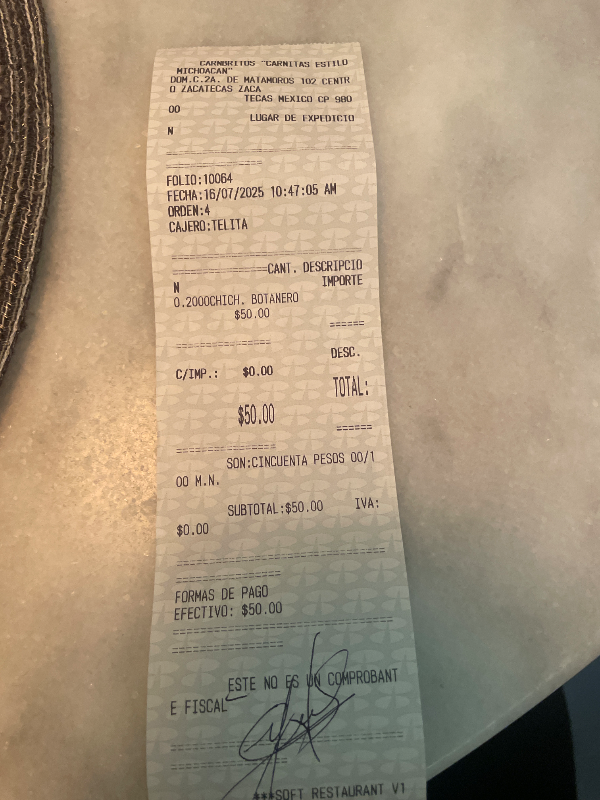 CARNBRITOS "CARNITAS ESTILO
MICHOACAN"
DOM.C.2A. DE MATAMOROS 102 CENTR
O ZACATECAS ZACA
TECAS MEXICO CP 980
00
LUGAR DE EXPEDICIO
N
================================
================
FOLIO:10064
FECHA:16/07/2025 10:47:05 AM
ORDEN:4
CAJERO:TELITA
================================
================CANT. DESCRIPCIO
N IMPORTE
0.2000CHICH. BOTANERO
$50.00
======
================
DESC.
C/IMP.: $0.00
TOTAL:
$50.00
======
================
SON:CINCUENTA PESOS 00/1
00 M.N.
SUBTOTAL:$50.00 IVA:
$0.00
================================
================
FORMAS DE PAGO
EFECTIVO: $50.00
================================
================
ESTE NO ES UN COMPROBANT
E FISCAL
================================
================
***SOFT RESTAURANT V1